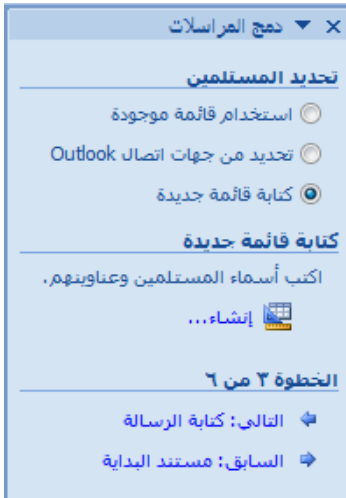 دمج المراسلات
تحديد المستلمين
استخدام قائمة موجودة
تحديد من جهات اتصال Outlook
كتابة قائمة جديدة
كتابة قائمة جديدة
اكتب أسماء المستلمين وعناوينهم.
إنشاء...
الخطوة ٣ من ٦
التالي: كتابة الرسالة
السابق: مستند البداية